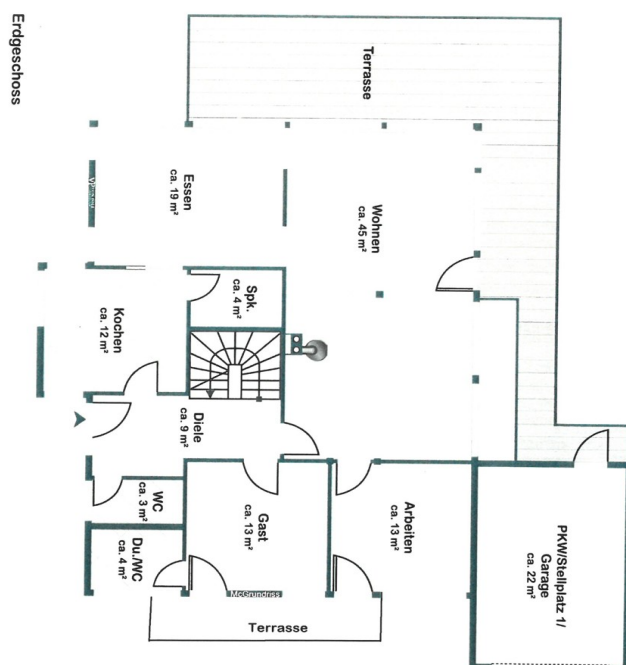 Erdgeschoss
Terrasse
Essen
ca. 19 m²
Wohnen
ca. 45 m²
Spk.
ca. 4 m²
Kochen
ca. 12 m²
Diele
ca. 9 m²
WC
ca. 3 m²
Du./WC
ca. 4 m²
Gast
ca. 13 m²
Arbeiten
ca. 13 m²
PKW/Stellplatz 1/
Garage
ca. 22 m²
McGrundriss
Terrasse